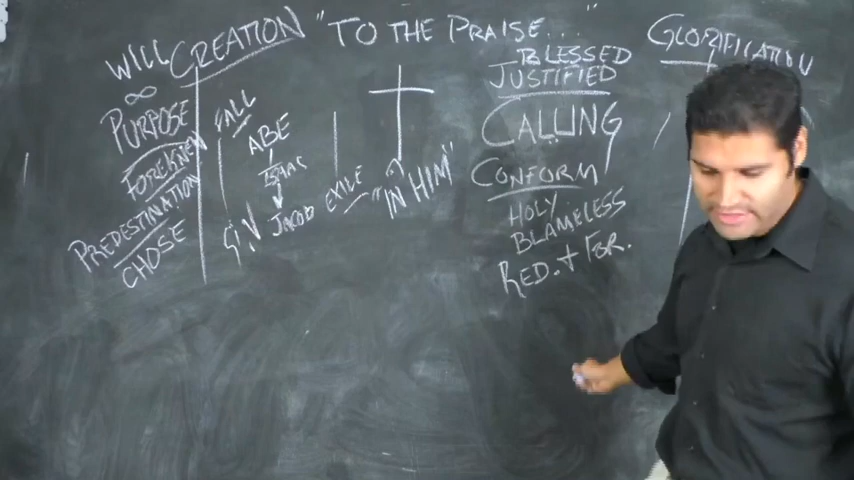 WILL
∞
PURPOSE
FOREKNEW
PREDESTINATION
CHOSE
CREATION
FALL
SIN
ABE
ISAAC
JACOB
EXILE
"IN HIM"
"TO THE PRAISE..."
BLESSED
JUSTIFIED
CALLING
CONFORM
HOLY
BLAMELESS
RED. + FOR.
GLORIFICATION